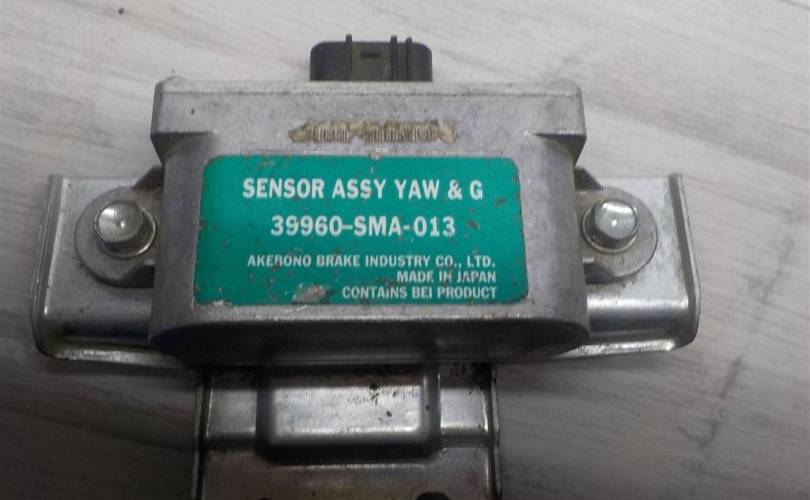 SENSOR ASSY YAW & G
39960-SMA-013
AKEBONO BRAKE INDUSTRY CO., LTD.
MADE IN JAPAN
CONTAINS BEI PRODUCT